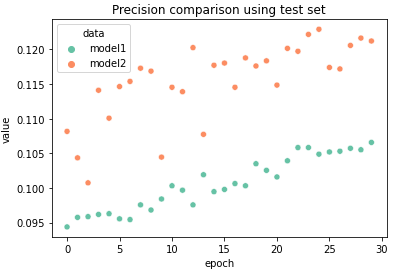 Precision comparison using test set
data
model1
model2
value
0.120
0.115
0.110
0.105
0.100
0.095
0 5 10 15 20 25 30
epoch